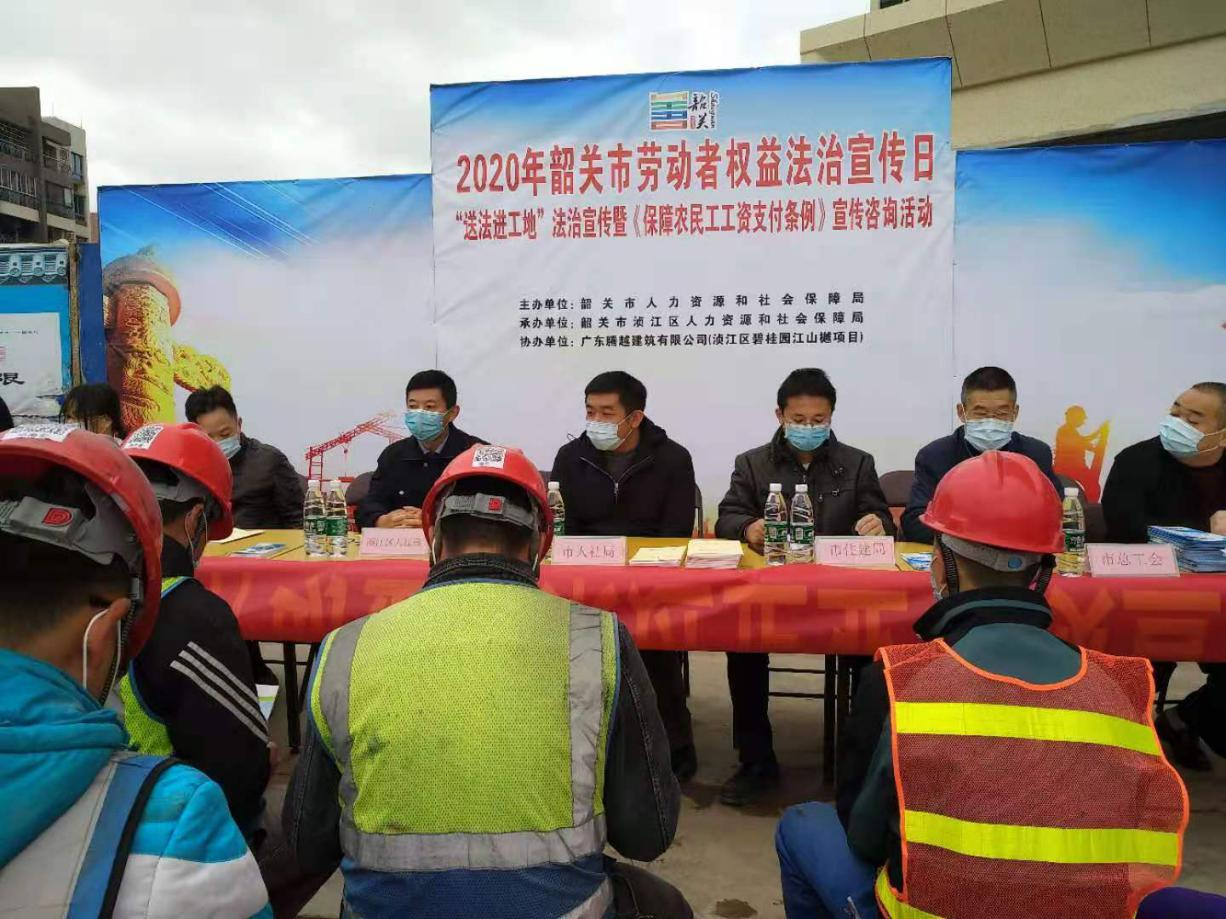 韶关
2020年韶关市劳动者权益法治宣传日
“送法进工地”法治宣传暨《保障农民工工资支付条例》宣传咨询活动
主办单位：韶关市人力资源和社会保障局
承办单位：韶关市浈江区人力资源和社会保障局
协办单位：广东腾越建筑有限公司(浈江区碧桂园江山樾项目)
市人社局
市住建局
市总工会